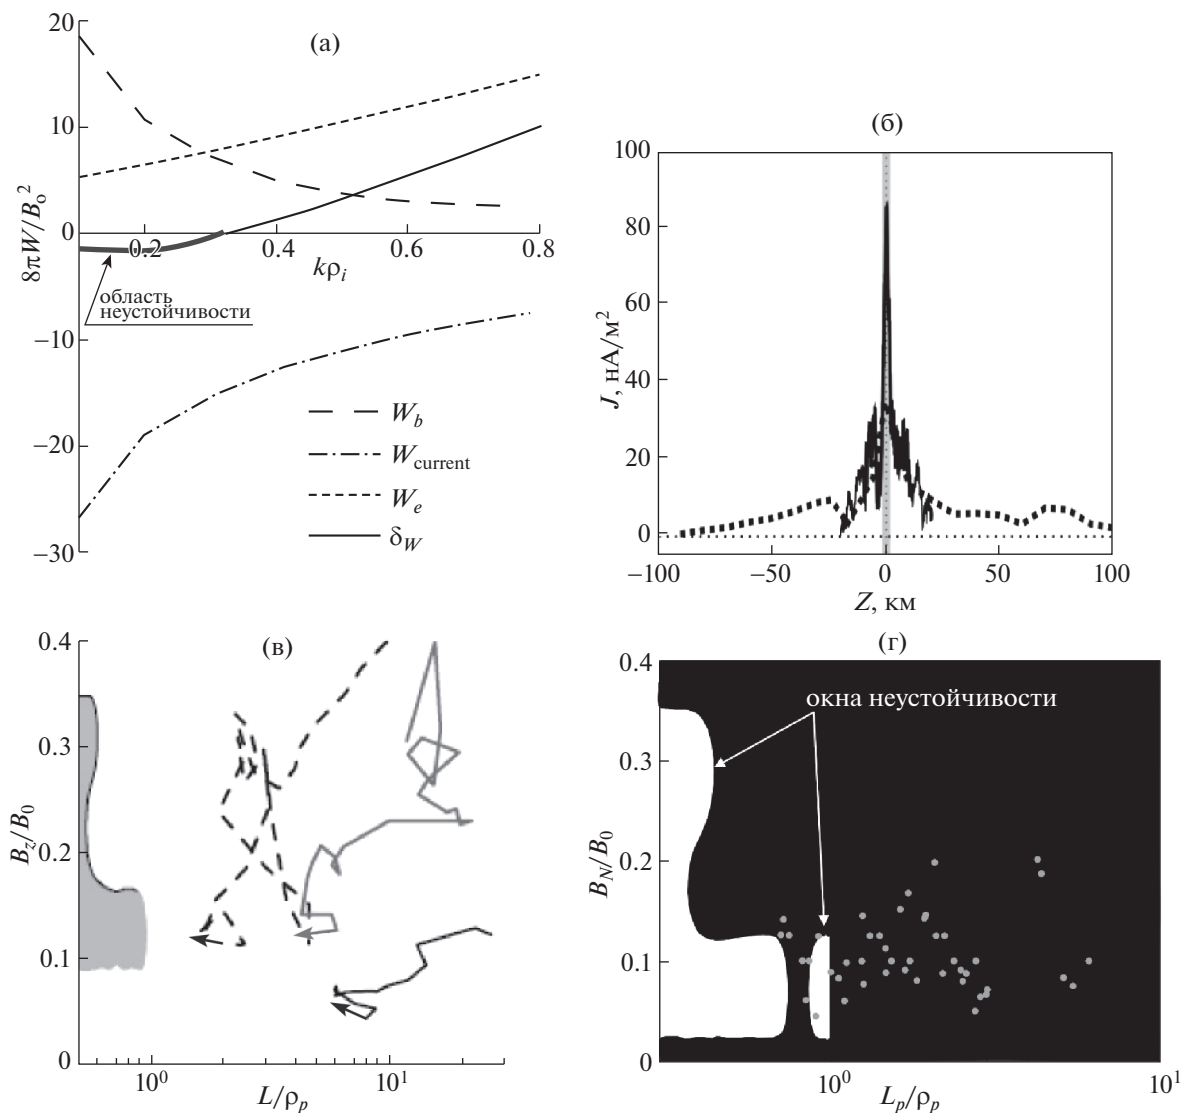 (а)
20
10
0
−10
−20
−30
8πW/B₀²
0.2
0.4
0.6
0.8
kρᵢ
область
неустойчивости
W_b
W_current
W_e
δ_W
(б)
100
80
60
40
20
0
J, нА/м²
−100
−50
0
50
100
Z, км
(в)
0.4
0.3
0.2
0.1
0
B_z/B₀
10⁰
10¹
L/ρₚ
(г)
0.4
окна неустойчивости
0.3
0.2
0.1
0
B_N/B₀
10⁰
10¹
Lₚ/ρₚ